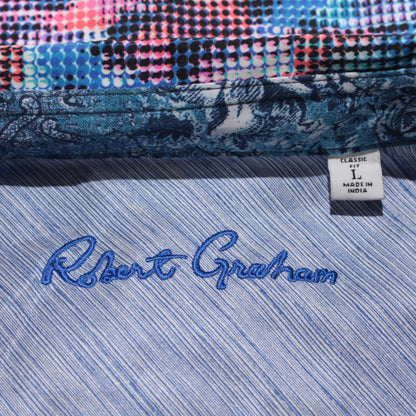 CLASSIC
FIT
L
MADE IN
INDIA
Robert Graham